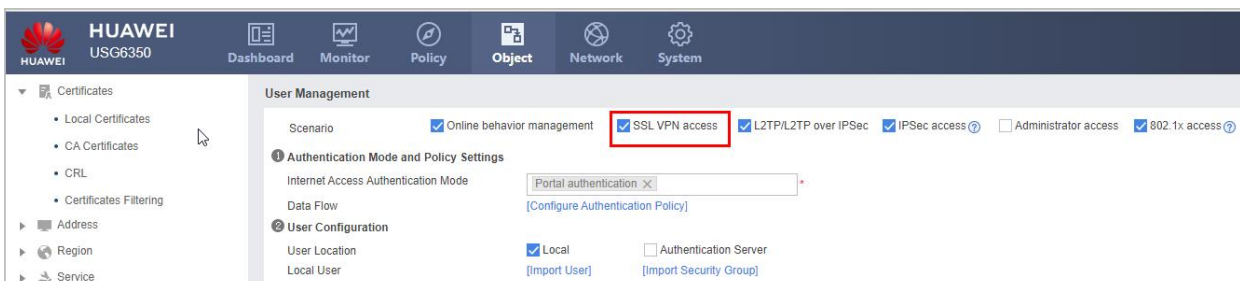 HUAWEI
HUAWEI
USG6350
Dashboard Monitor Policy Object Network System
Certificates
Local Certificates
CA Certificates
CRL
Certificates Filtering
Address
Region
Service
User Management
Scenario Online behavior management SSL VPN access L2TP/L2TP over IPSec IPSec access ? Administrator access 802.1x access ?
1 Authentication Mode and Policy Settings
Internet Access Authentication Mode Portal authentication *
Data Flow [Configure Authentication Policy]
2 User Configuration
User Location Local Authentication Server
Local User [Import User] [Import Security Group]